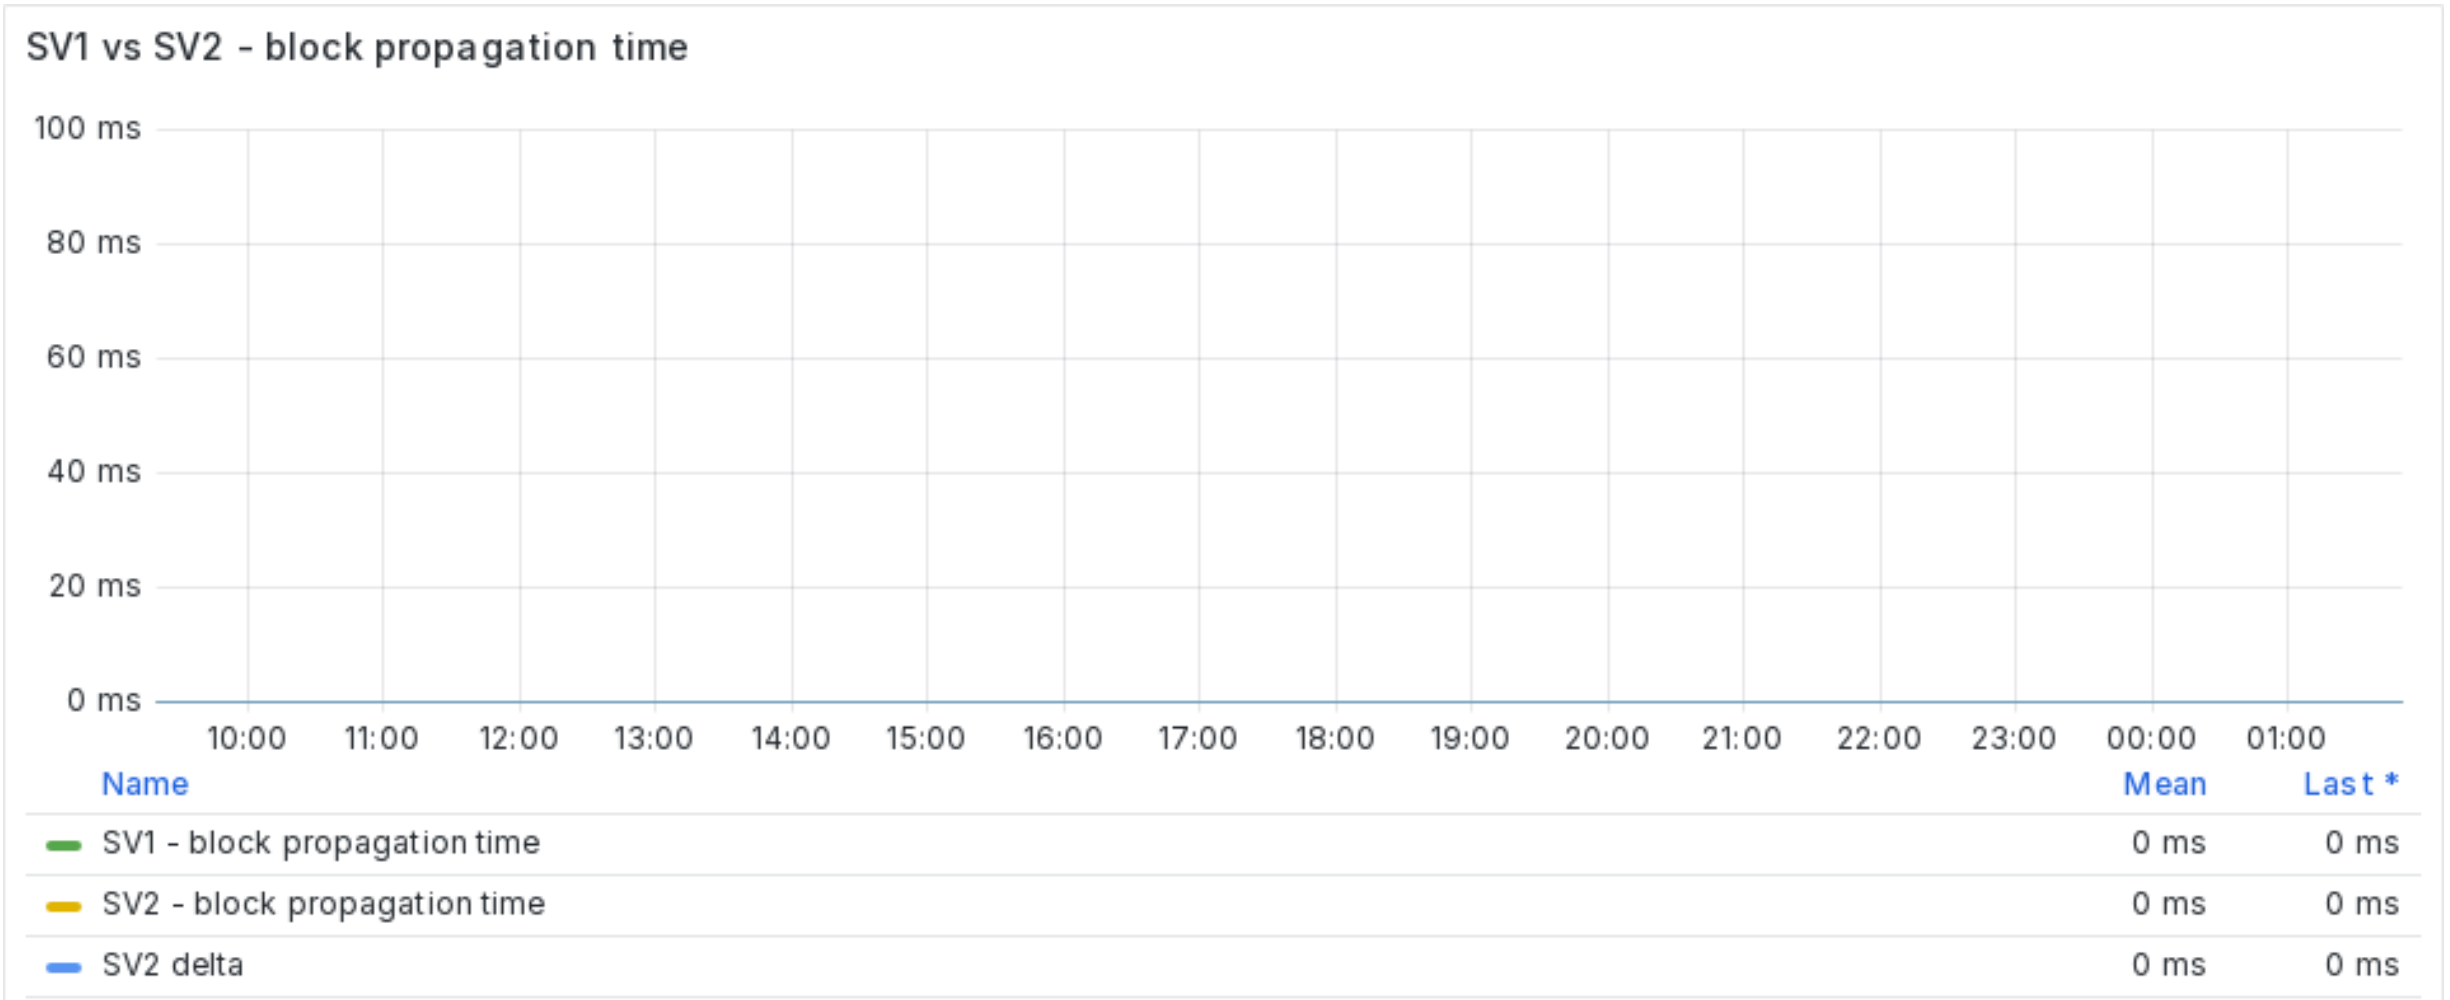 SV1 vs SV2 - block propagation time
100 ms
80 ms
60 ms
40 ms
20 ms
0 ms
10:00 11:00 12:00 13:00 14:00 15:00 16:00 17:00 18:00 19:00 20:00 21:00 22:00 23:00 00:00 01:00
Name Mean Last *
SV1 - block propagation time 0 ms 0 ms
SV2 - block propagation time 0 ms 0 ms
SV2 delta 0 ms 0 ms